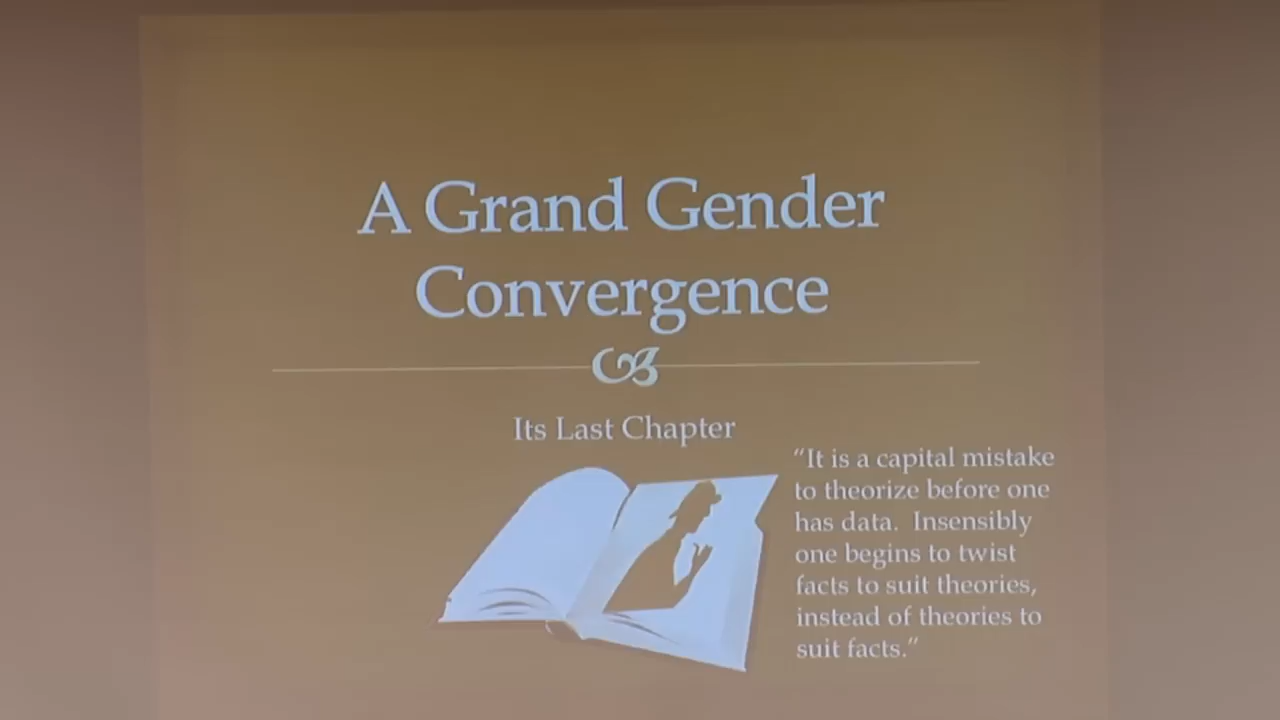 A Grand Gender
Convergence
Its Last Chapter
“It is a capital mistake
to theorize before one
has data.  Insensibly
one begins to twist
facts to suit theories,
instead of theories to
suit facts.”